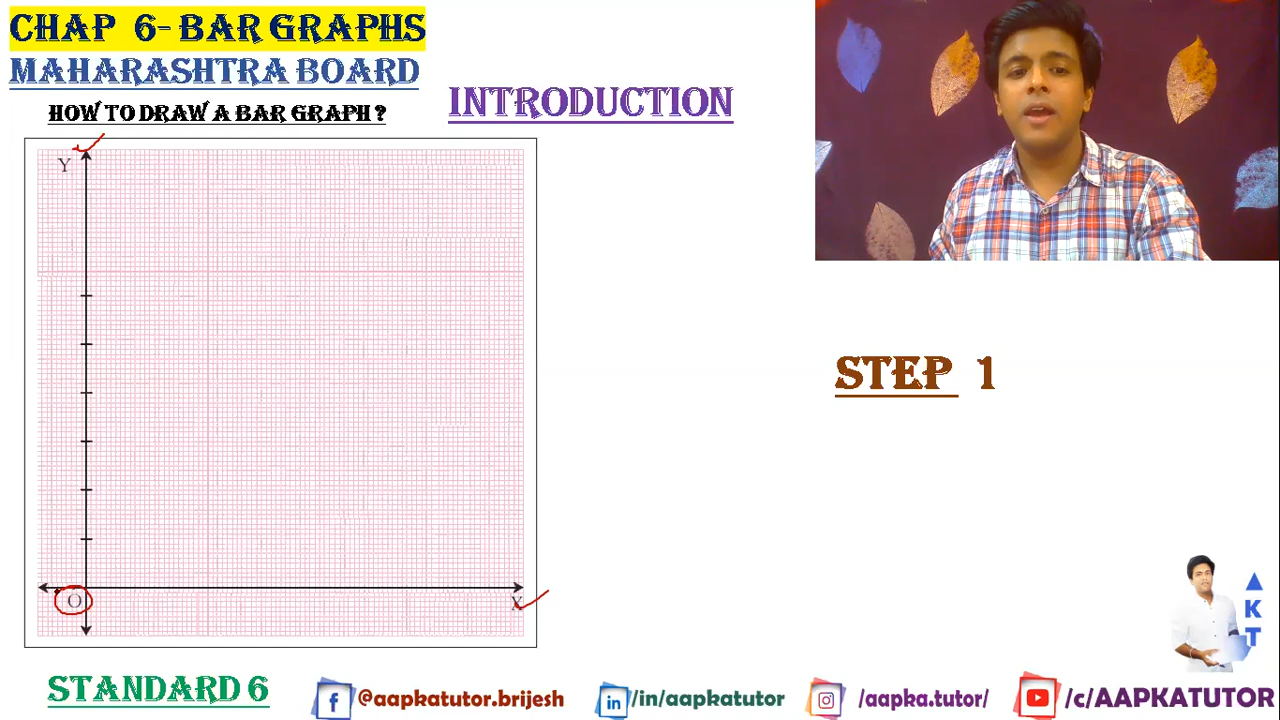 CHAP 6- BAR GRAPHS
MAHARASHTRA BOARD
HOW TO DRAW A BAR GRAPH ?
INTRODUCTION
Y
STEP 1
O
X
AKT
STANDARD 6
@aapkatutor.brijesh
/in/aapkatutor
/aapka.tutor/
/c/AAPKATUTOR